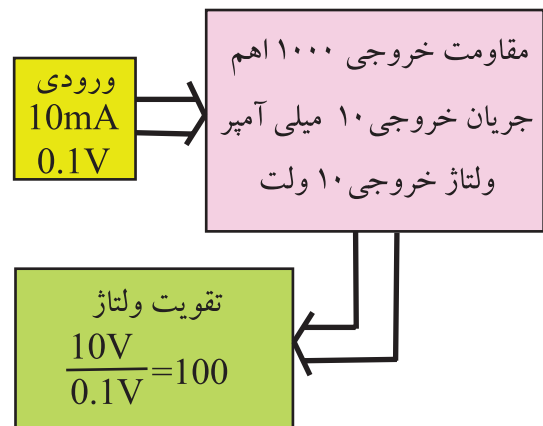 ورودی
10mA
0.1V
مقاومت خروجی ۱۰۰۰ اهم
جریان خروجی ۱۰ میلی آمپر
ولتاژ خروجی ۱۰ ولت
تقویت ولتاژ
10V
0.1V =100